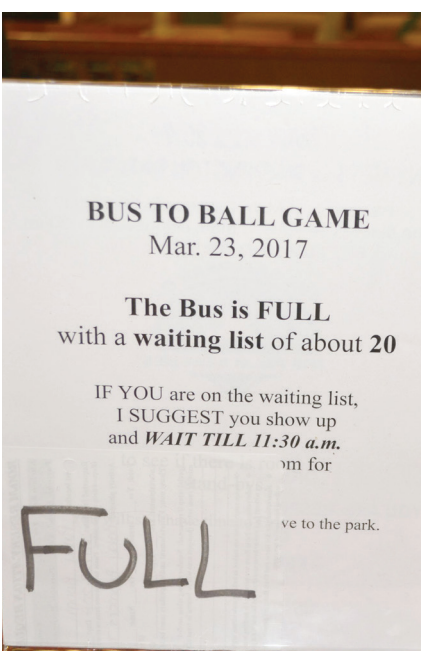 BUS TO BALL GAME
Mar. 23, 2017
The Bus is FULL
with a waiting list of about 20
IF YOU are on the waiting list,
I SUGGEST you show up
and WAIT TILL 11:30 a.m.
for
to the park.
FULL